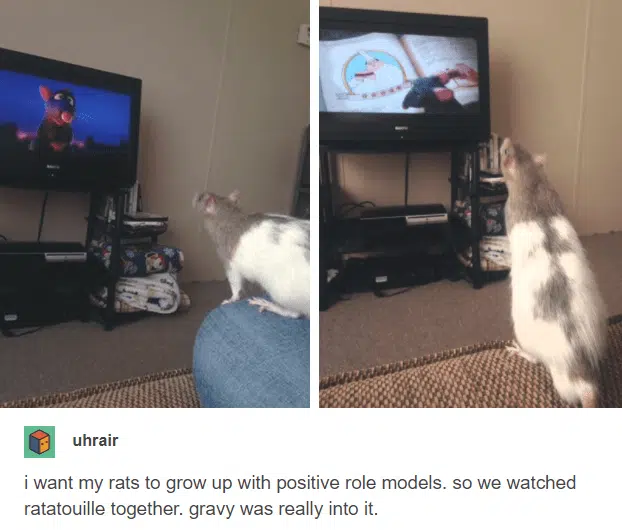 uhrair
i want my rats to grow up with positive role models. so we watched
ratatouille together. gravy was really into it.